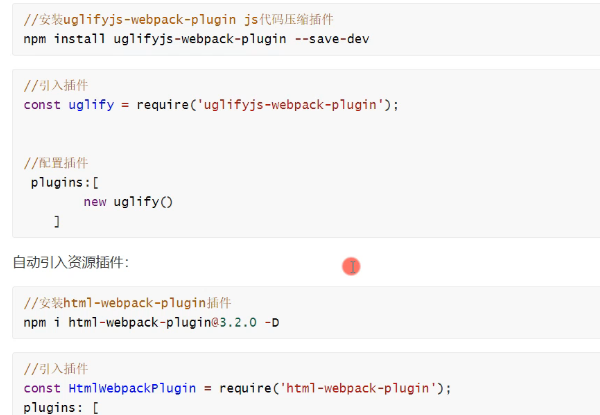 //安装uglifyjs-webpack-plugin js代码压缩插件
npm install uglifyjs-webpack-plugin --save-dev
//引入插件
const uglify = require('uglifyjs-webpack-plugin');
//配置插件
plugins:[
new uglify()
]
自动引入资源插件：
//安装html-webpack-plugin插件
npm i html-webpack-plugin@3.2.0 -D
//引入插件
const HtmlWebpackPlugin = require('html-webpack-plugin');
plugins: [